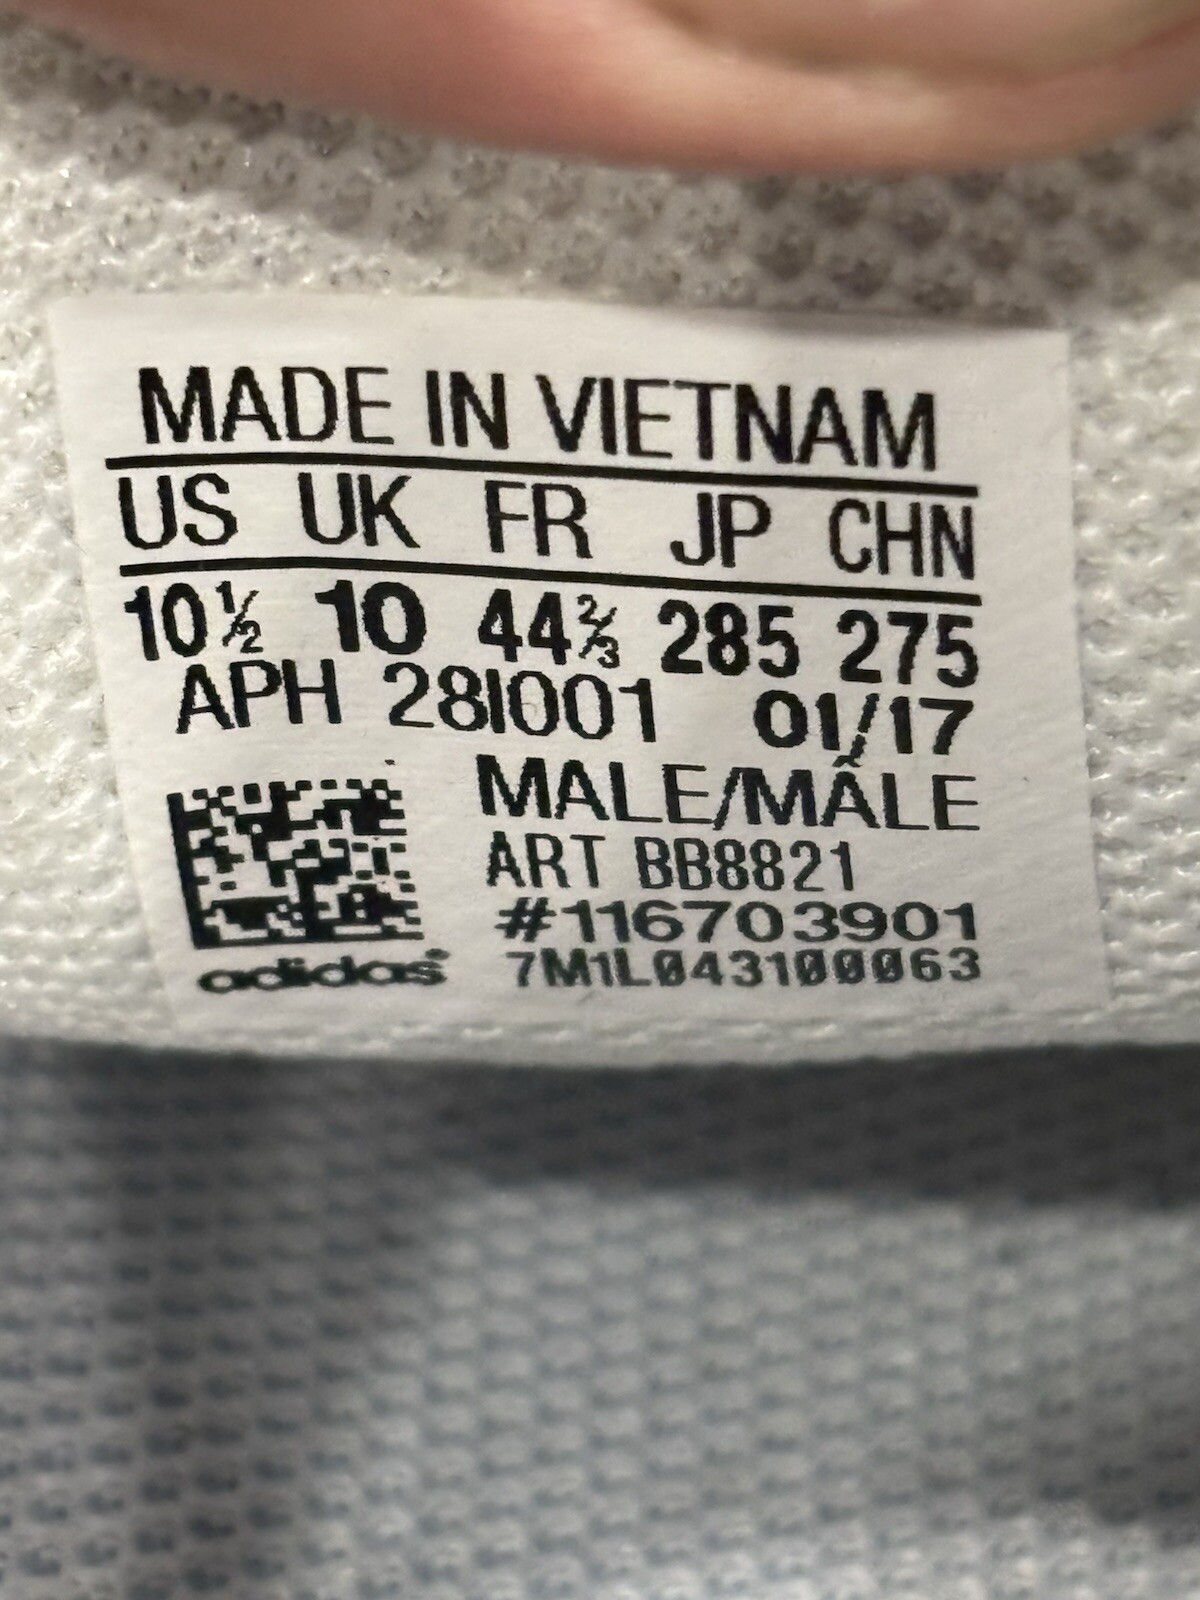 MADE IN VIETNAM
US UK FR JP CHN
10½ 10 44⅔ 285 275
APH 28I001 01/17
MALE/MÂLE
ART BB8821
#116703901
adidas 7M1L043100063